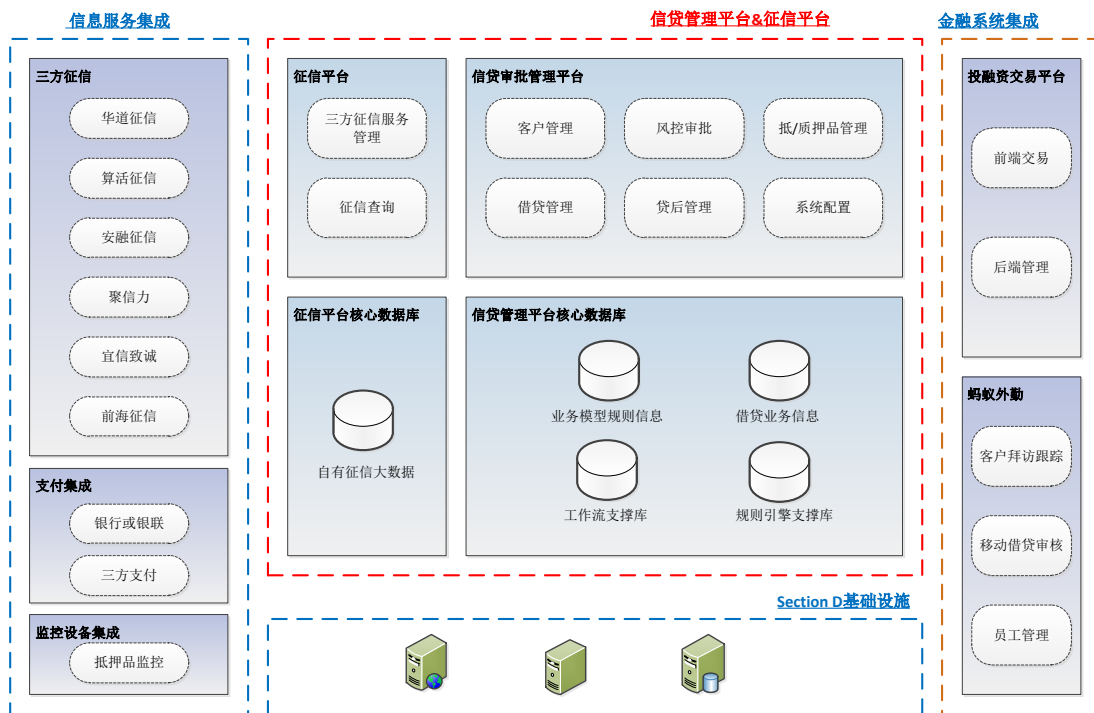 信息服务集成
信贷管理平台&征信平台
金融系统集成
三方征信
华道征信
算活征信
安融征信
聚信力
宜信致诚
前海征信
支付集成
银行或银联
三方支付
监控设备集成
抵押品监控
征信平台
三方征信服务
管理
征信查询
信贷审批管理平台
客户管理
风控审批
抵/质押品管理
借贷管理
贷后管理
系统配置
征信平台核心数据库
自有征信大数据
信贷管理平台核心数据库
业务模型规则信息
借贷业务信息
工作流支撑库
规则引擎支撑库
Section D基础设施
投融资交易平台
前端交易
后端管理
蚂蚁外勤
客户拜访跟踪
移动借贷审核
员工管理